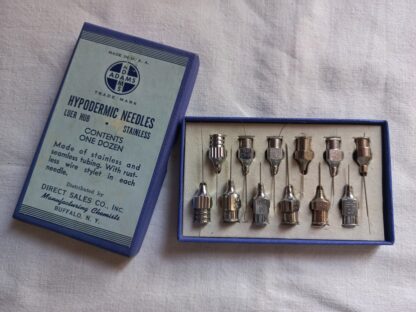 MADE IN U. S. A.
ADAMS
ADAMS
TRADE MARK
HYPODERMIC NEEDLES
LUER HUB • STAINLESS
CONTENTS
ONE DOZEN
Made of stainless and
seamless tubing. With rust-
less wire stylet in each
needle.
Distributed by
DIRECT SALES CO., INC.
Manufacturing Chemists
BUFFALO, N. Y.